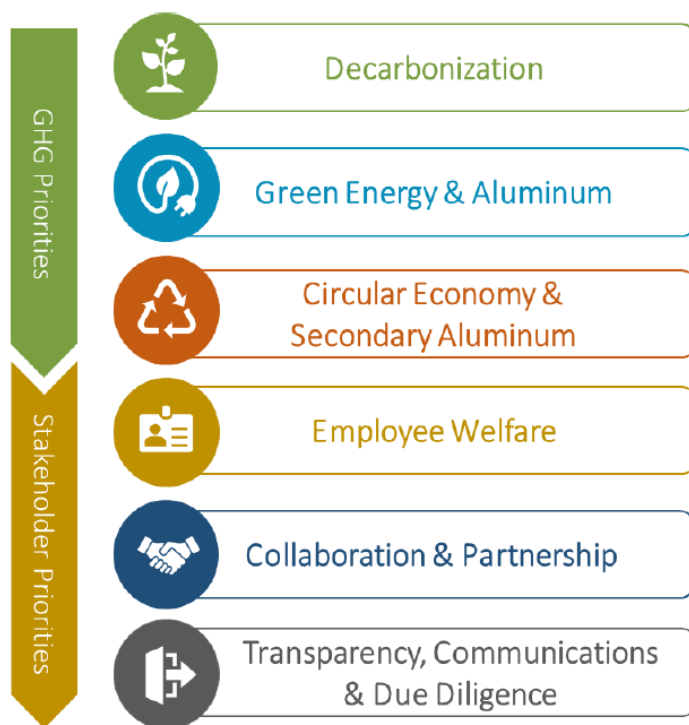 GHG Priorities
Decarbonization
Green Energy & Aluminum
Circular Economy &
Secondary Aluminum
Stakeholder Priorities
Employee Welfare
Collaboration & Partnership
Transparency, Communications
& Due Diligence